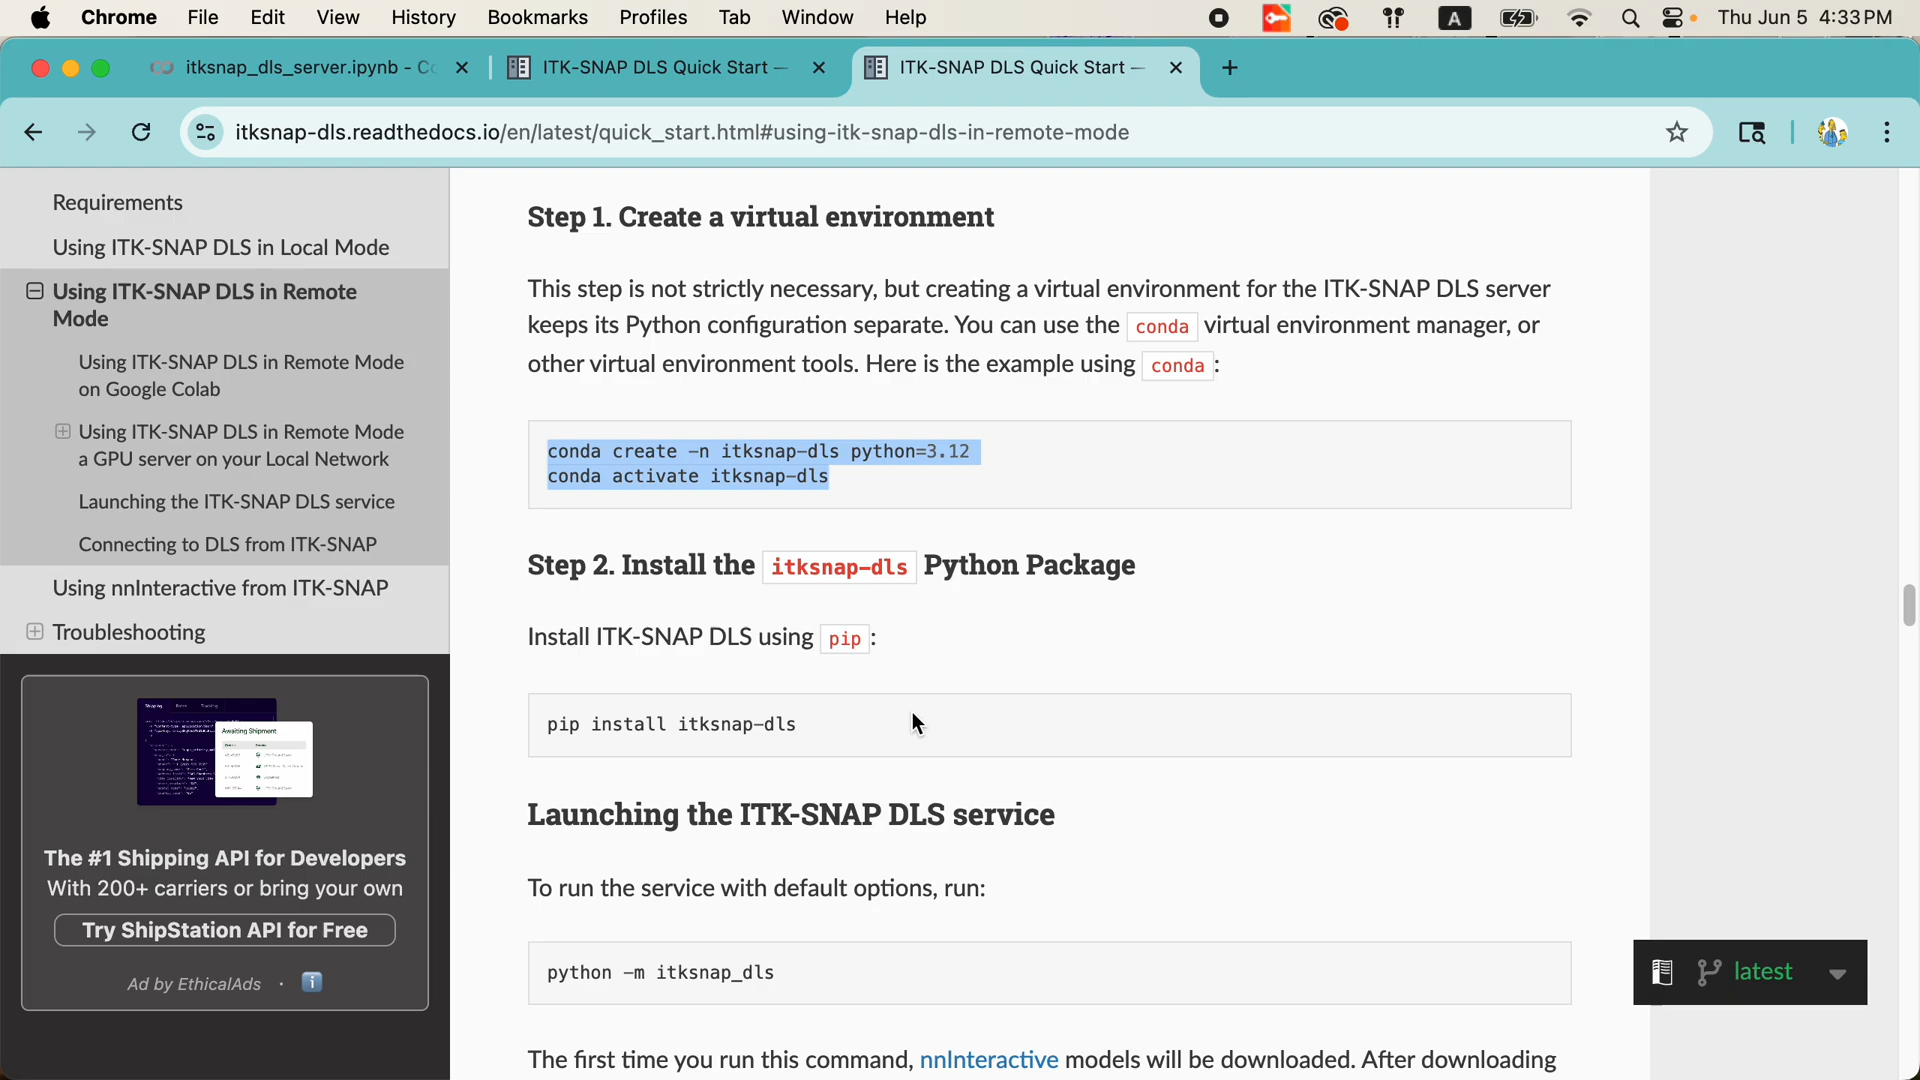 Chrome File Edit View History Bookmarks Profiles Tab Window Help A Thu Jun 5 4:33 PM
itksnap_dls_server.ipynb - Co ITK-SNAP DLS Quick Start — ITK-SNAP DLS Quick Start —
itksnap-dls.readthedocs.io/en/latest/quick_start.html#using-itk-snap-dls-in-remote-mode
Requirements
Using ITK-SNAP DLS in Local Mode
Using ITK-SNAP DLS in Remote
Mode
Using ITK-SNAP DLS in Remote Mode
on Google Colab
Using ITK-SNAP DLS in Remote Mode
a GPU server on your Local Network
Launching the ITK-SNAP DLS service
Connecting to DLS from ITK-SNAP
Using nnInteractive from ITK-SNAP
Troubleshooting
Awaiting Shipment
The #1 Shipping API for Developers
With 200+ carriers or bring your own
Try ShipStation API for Free
Ad by EthicalAds ·
Step 1. Create a virtual environment
This step is not strictly necessary, but creating a virtual environment for the ITK-SNAP DLS server
keeps its Python configuration separate. You can use the conda virtual environment manager, or
other virtual environment tools. Here is the example using conda:
conda create -n itksnap-dls python=3.12
conda activate itksnap-dls
Step 2. Install the itksnap-dls Python Package
Install ITK-SNAP DLS using pip:
pip install itksnap-dls
Launching the ITK-SNAP DLS service
To run the service with default options, run:
python -m itksnap_dls
The first time you run this command, nnInteractive models will be downloaded. After downloading
latest